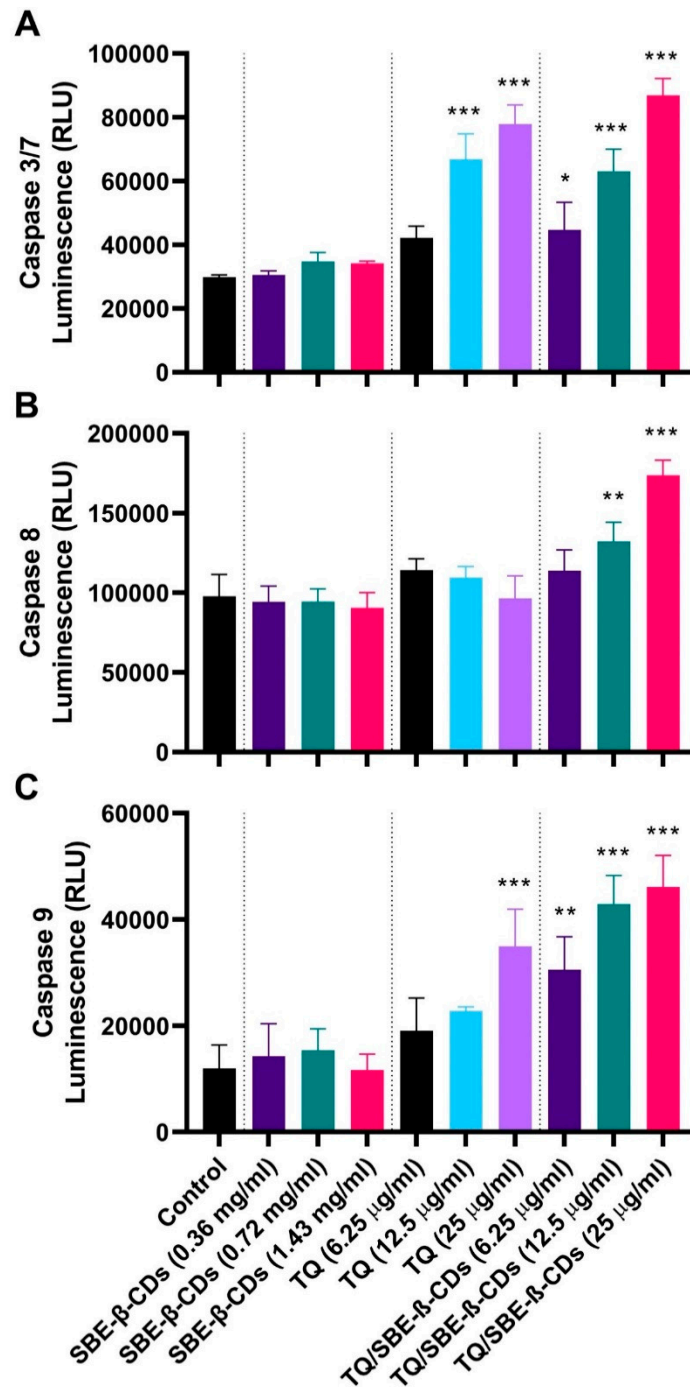 A
Caspase 3/7
Luminescence (RLU)
100000
80000
60000
40000
20000
0
***
***
*
***
***
B
Caspase 8
Luminescence (RLU)
200000
150000
100000
50000
0
**
***
C
Caspase 9
Luminescence (RLU)
60000
40000
20000
0
***
**
***
***
Control
SBE-β-CDs (0.36 mg/ml)
SBE-β-CDs (0.72 mg/ml)
SBE-β-CDs (1.43 mg/ml)
TQ (6.25 μg/ml)
TQ (12.5 μg/ml)
TQ (25 μg/ml)
TQ/SBE-ß-CDs (6.25 μg/ml)
TQ/SBE-ß-CDs (12.5 μg/ml)
TQ/SBE-ß-CDs (25 μg/ml)